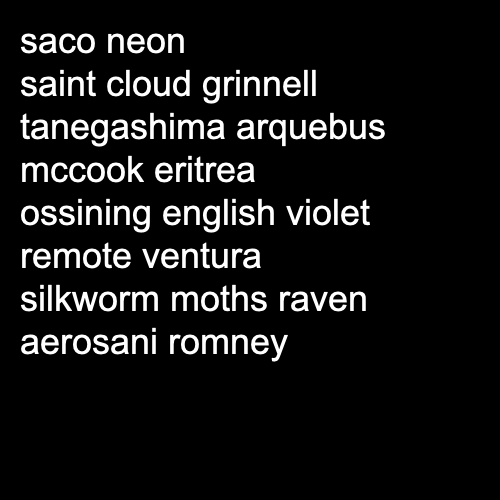 saco neon
saint cloud grinnell
tanegashima arquebus
mccook eritrea
ossining english violet
remote ventura
silkworm moths raven
aerosani romney